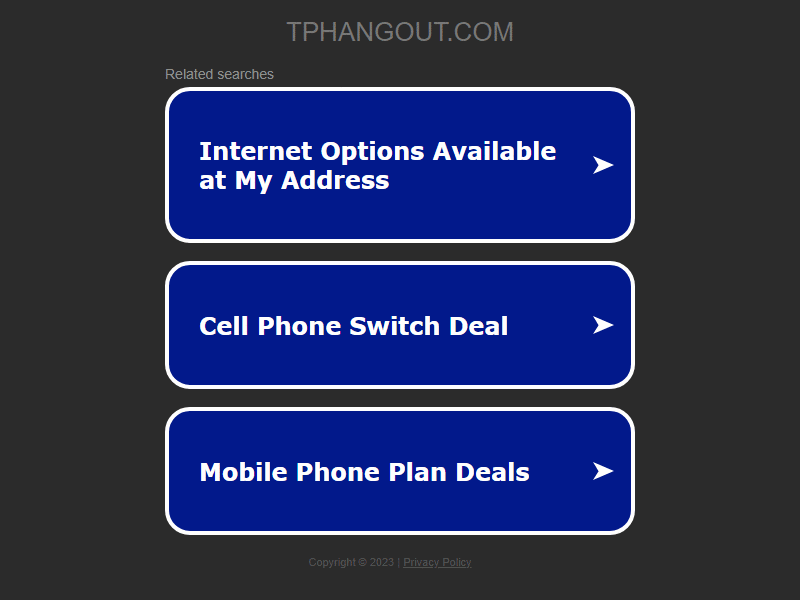 TPHANGOUT.COM
Related searches
Internet Options Available
at My Address
Cell Phone Switch Deal
Mobile Phone Plan Deals
Copyright © 2023 | Privacy Policy